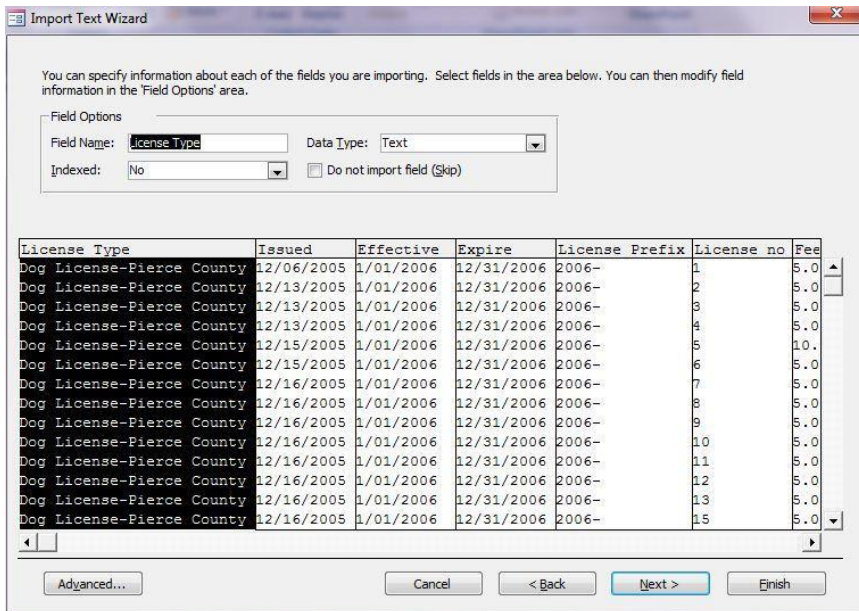 Import Text Wizard
You can specify information about each of the fields you are importing. Select fields in the area below. You can then modify field
information in the 'Field Options' area.
Field Options
Field Name: License Type Data Type: Text
Indexed: No Do not import field (Skip)
License Type Issued Effective Expire License Prefix License no Fee
Dog License-Pierce County 12/06/2005 1/01/2006 12/31/2006 2006- 1 5.0
Dog License-Pierce County 12/13/2005 1/01/2006 12/31/2006 2006- 2 5.0
Dog License-Pierce County 12/13/2005 1/01/2006 12/31/2006 2006- 3 5.0
Dog License-Pierce County 12/13/2005 1/01/2006 12/31/2006 2006- 4 5.0
Dog License-Pierce County 12/15/2005 1/01/2006 12/31/2006 2006- 5 10.
Dog License-Pierce County 12/15/2005 1/01/2006 12/31/2006 2006- 6 5.0
Dog License-Pierce County 12/16/2005 1/01/2006 12/31/2006 2006- 7 5.0
Dog License-Pierce County 12/16/2005 1/01/2006 12/31/2006 2006- 8 5.0
Dog License-Pierce County 12/16/2005 1/01/2006 12/31/2006 2006- 9 5.0
Dog License-Pierce County 12/16/2005 1/01/2006 12/31/2006 2006- 10 5.0
Dog License-Pierce County 12/16/2005 1/01/2006 12/31/2006 2006- 11 5.0
Dog License-Pierce County 12/16/2005 1/01/2006 12/31/2006 2006- 12 5.0
Dog License-Pierce County 12/16/2005 1/01/2006 12/31/2006 2006- 13 5.0
Dog License-Pierce County 12/16/2005 1/01/2006 12/31/2006 2006- 15 5.0
Advanced... Cancel < Back Next > Finish